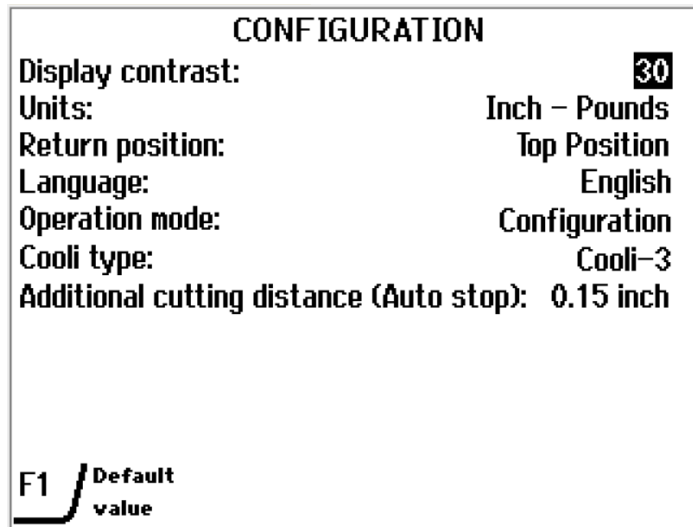 CONFIGURATION
Display contrast: 30
Units: Inch – Pounds
Return position: Top Position
Language: English
Operation mode: Configuration
Cooli type: Cooli-3
Additional cutting distance (Auto stop): 0.15 inch
F1 Default
value